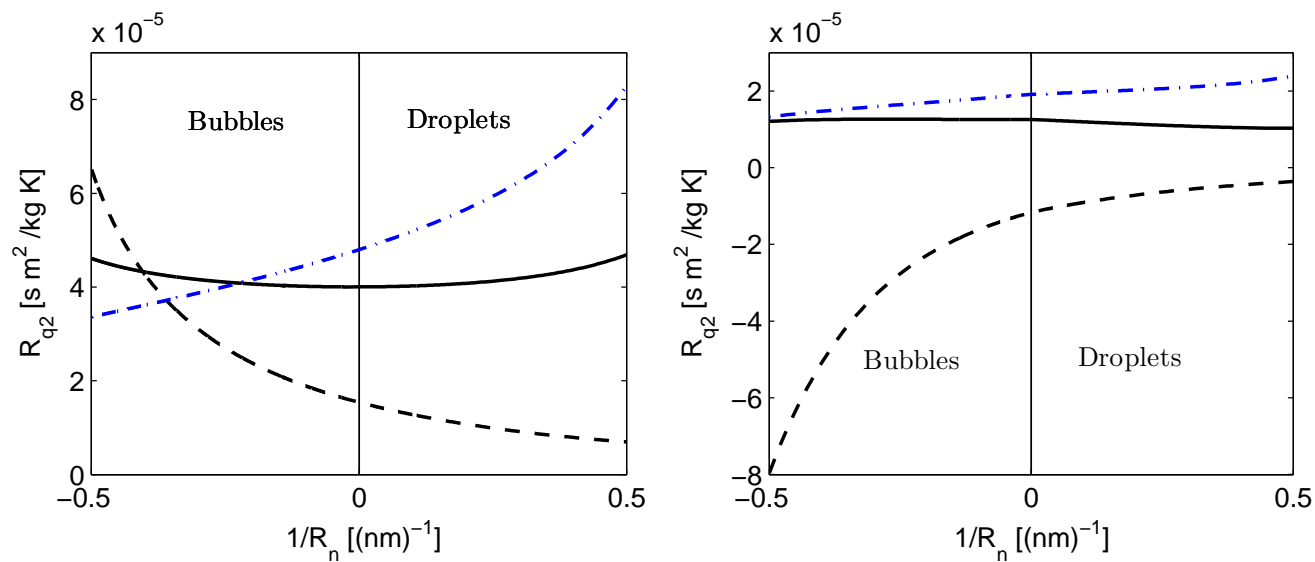 x 10⁻⁵
8
6
4
2
0
−0.5
0
0.5
R_q2 [s m² /kg K]
1/R_n [(nm)⁻¹]
Bubbles
Droplets
x 10⁻⁵
2
0
−2
−4
−6
−8
−0.5
0
0.5
R_q2 [s m² /kg K]
1/R_n [(nm)⁻¹]
Bubbles
Droplets